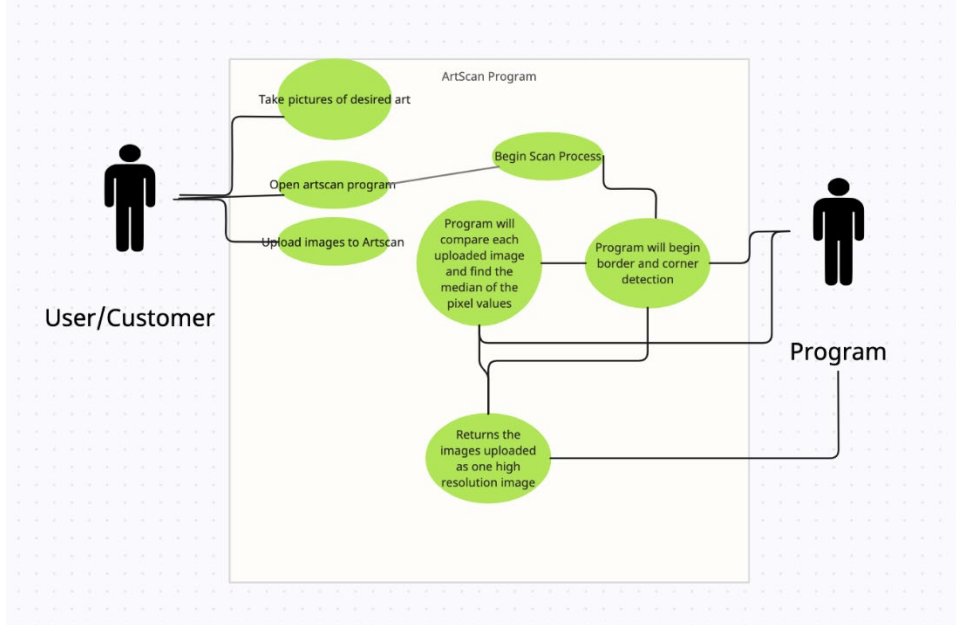 ArtScan Program
Take pictures of desired art
Begin Scan Process
Open artscan program
Upload images to Artscan
Program will
compare each
uploaded image
and find the
median of the
pixel values
Program will begin
border and corner
detection
User/Customer
Program
Returns the
images uploaded
as one high
resolution image